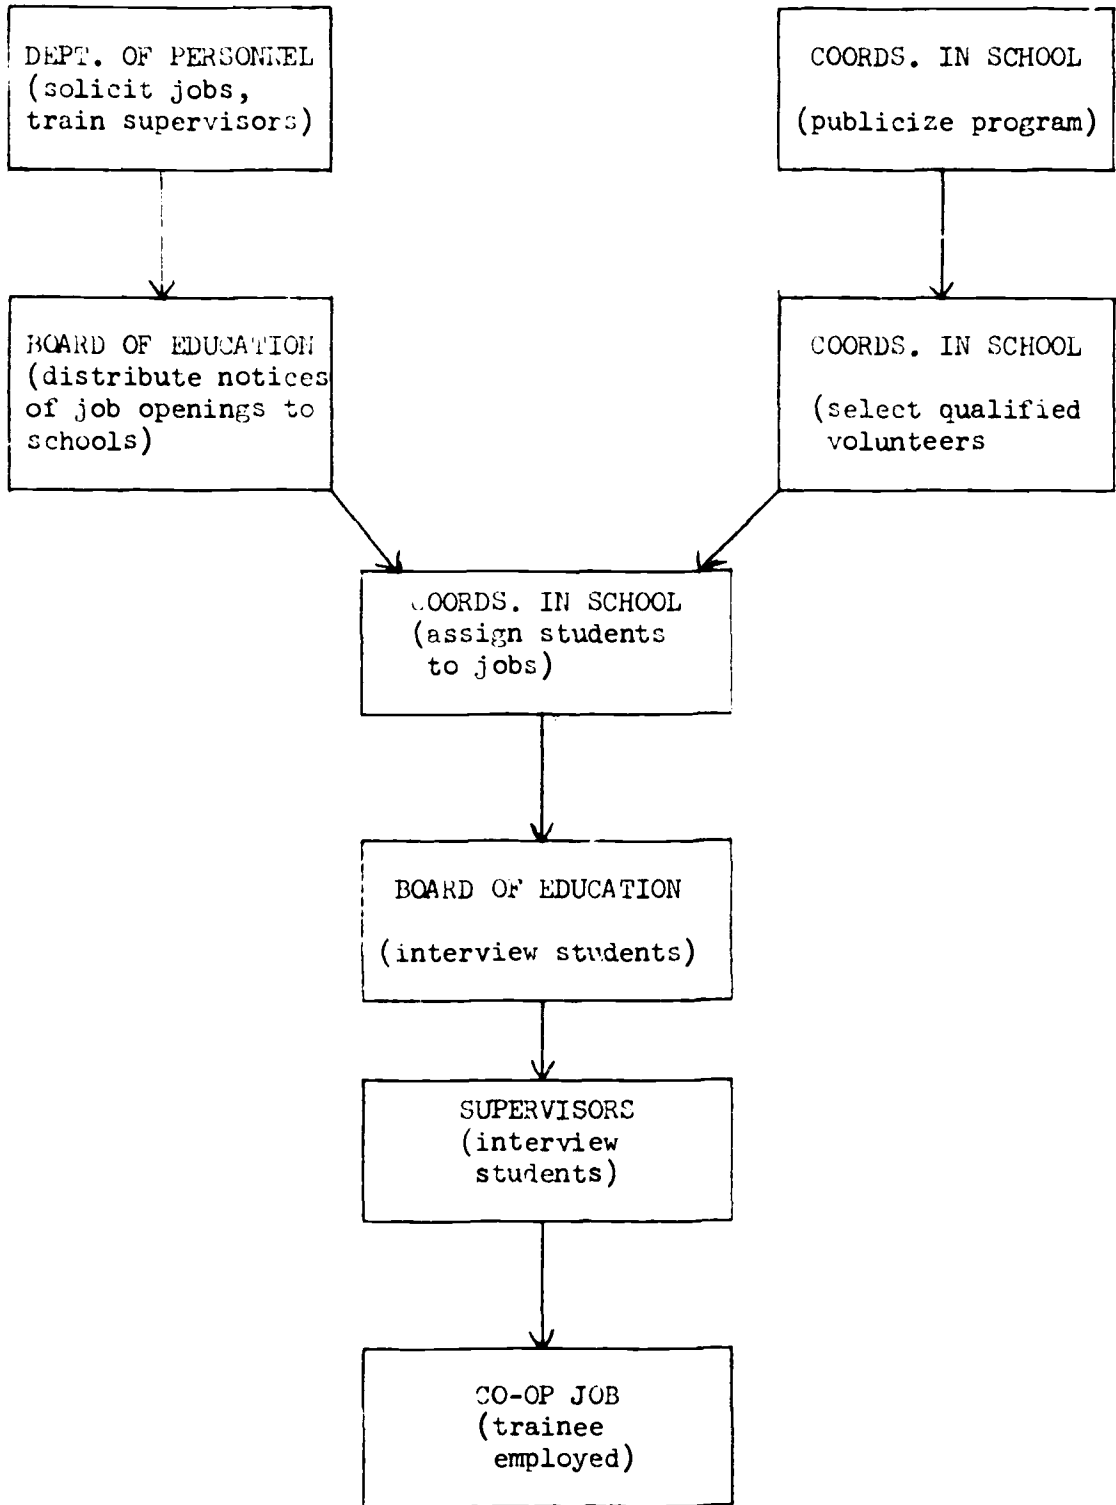 DEPT. OF PERSONNEL
(solicit jobs,
train supervisors)
COORDS. IN SCHOOL
(publicize program)
BOARD OF EDUCATION
(distribute notices
of job openings to
schools)
COORDS. IN SCHOOL
(select qualified
volunteers
COORDS. IN SCHOOL
(assign students
to jobs)
BOARD OF EDUCATION
(interview students)
SUPERVISORS
(interview
students)
CO-OP JOB
(trainee
employed)